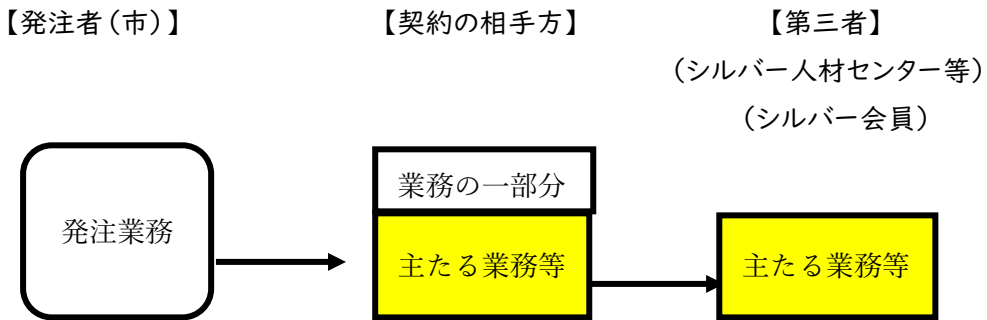 【発注者(市)】 【契約の相手方】 【第三者】
(シルバー人材センター等)
(シルバー会員)
業務の一部分
発注業務
主たる業務等
主たる業務等